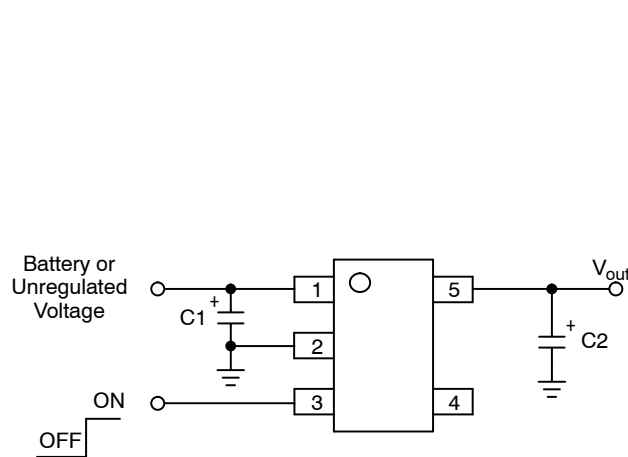 Battery or
Unregulated
Voltage
C1
+
1
2
3
5
4
Vout
+
C2
ON
OFF